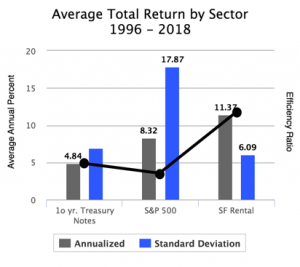 Average Total Return by Sector
1996 – 2018
Average Annual Percent
20
15
10
5
0
4.84
8.32
17.87
11.37
6.09
Efficiency Ratio
1o yr. Treasury
Notes
S&P 500
SF Rental
Annualized
Standard Deviation